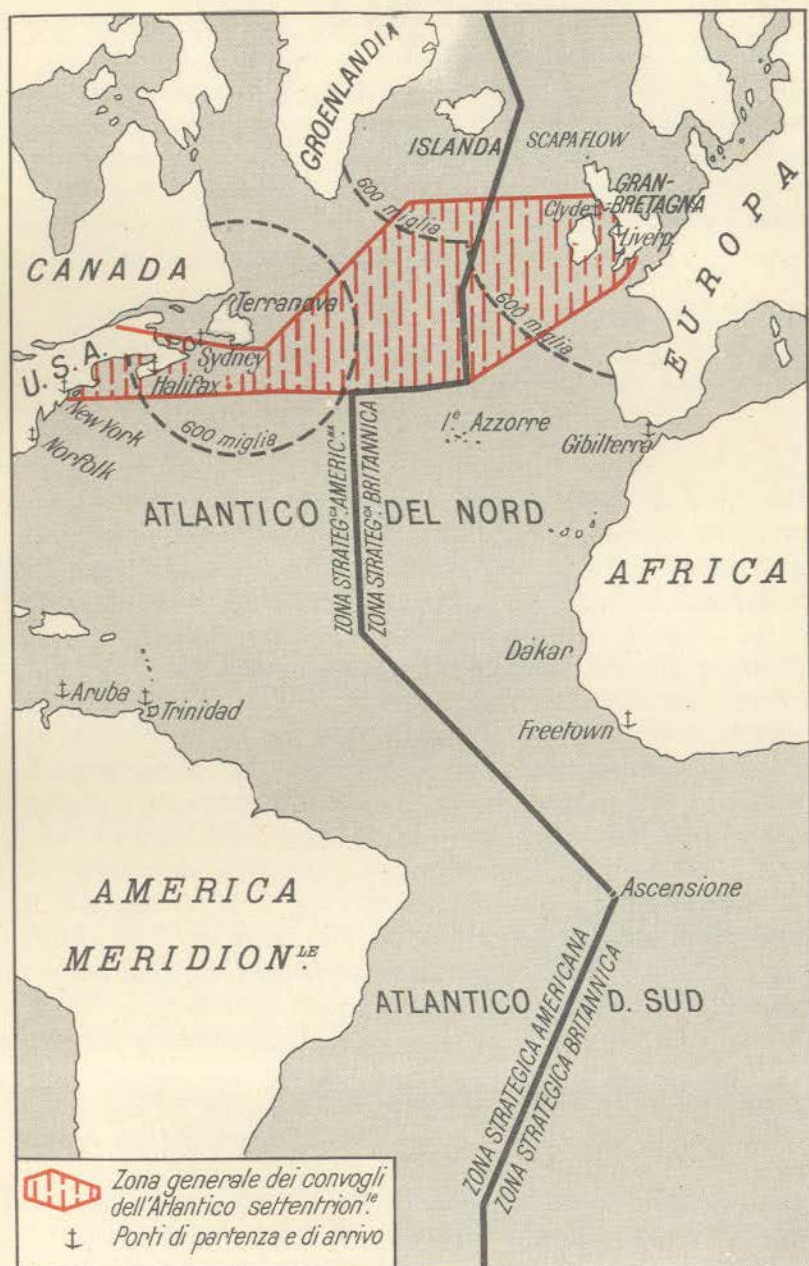 GROENLANDIA
ISLANDA
SCAPA FLOW
600 miglia
GRAN-
BRETAGNA
Clyde
Liverp.
EUROPA
CANADA
Terranova
600 miglia
U.S.A.
Sydney
Halifax
New York
600 miglia
Norfolk
I.e Azzorre
Gibilterra
ATLANTICO DEL NORD
ZONA STRATEG.CA AMERIC.NA
ZONA STRATEG.CA BRITANNICA
AFRICA
Dakar
Aruba
Trinidad
Freetown
AMERICA
MERIDION.LE
Ascensione
ATLANTICO D. SUD
ZONA STRATEGICA AMERICANA
ZONA STRATEGICA BRITANNICA
Zona generale dei convogli
dell'Atlantico settentrion.le
Porti di partenza e di arrivo